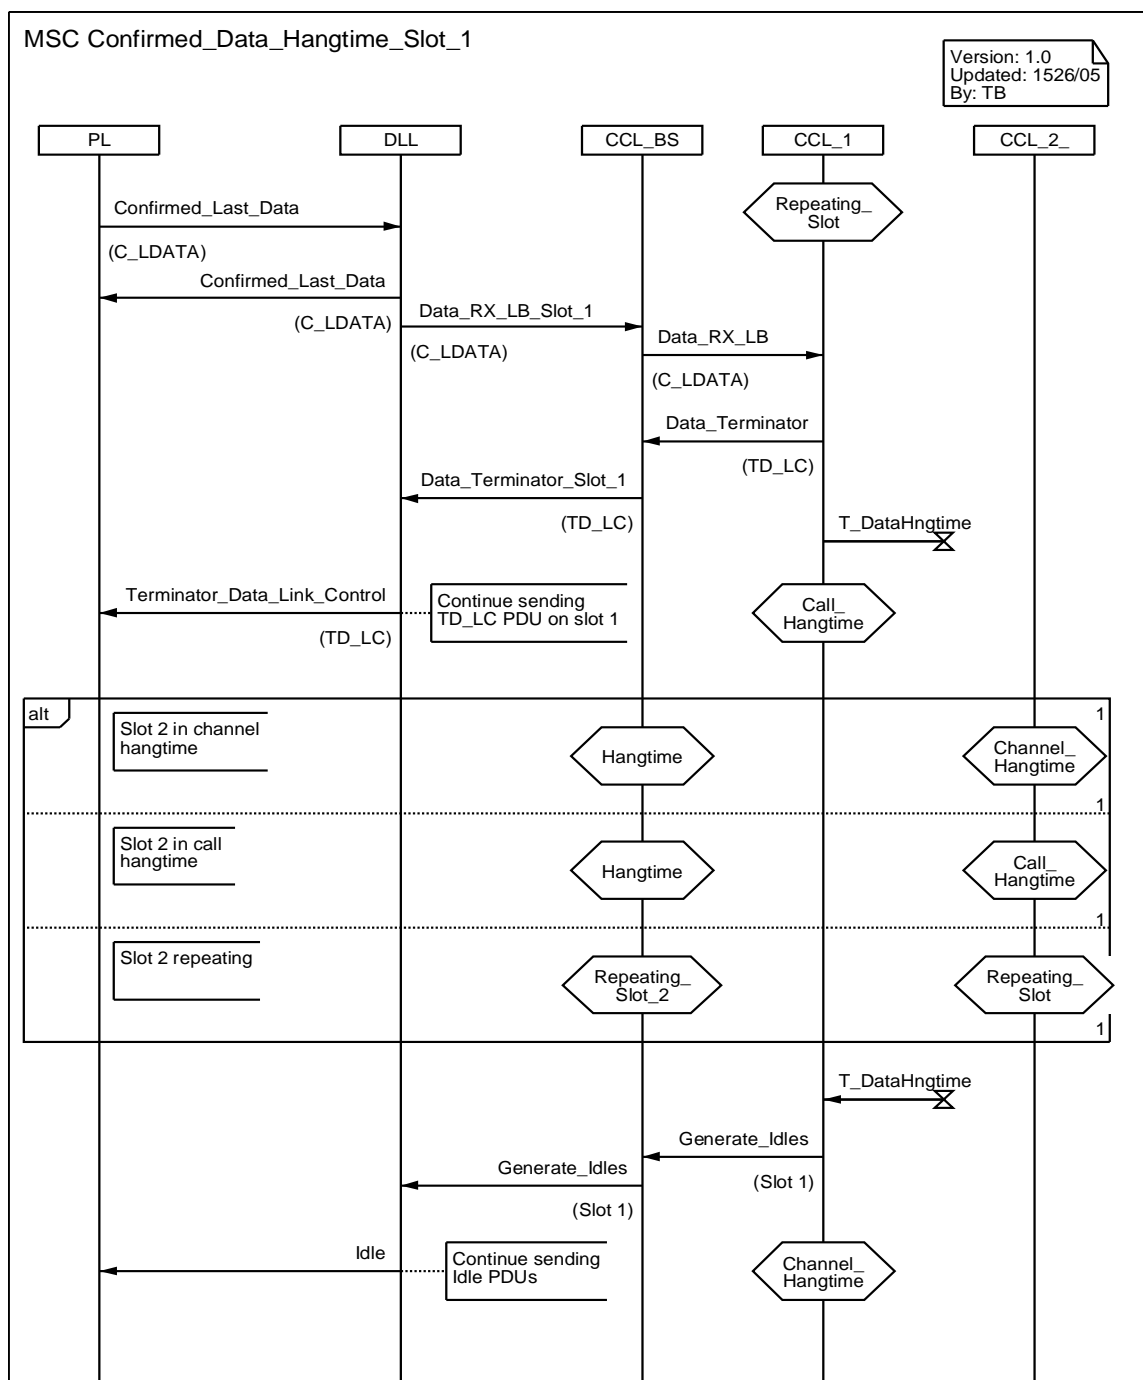 MSC Confirmed_Data_Hangtime_Slot_1
Version: 1.0
Updated: 1526/05
By: TB
PL
DLL
CCL_BS
CCL_1
CCL_2_
Repeating_
Slot
Confirmed_Last_Data
(C_LDATA)
Confirmed_Last_Data
(C_LDATA)
Data_RX_LB_Slot_1
(C_LDATA)
Data_RX_LB
(C_LDATA)
Data_Terminator
(TD_LC)
Data_Terminator_Slot_1
(TD_LC)
T_DataHngtime
Terminator_Data_Link_Control
(TD_LC)
Continue sending
TD_LC PDU on slot 1
Call_
Hangtime
alt
1
Slot 2 in channel
hangtime
Hangtime
Channel_
Hangtime
1
Slot 2 in call
hangtime
Hangtime
Call_
Hangtime
1
Slot 2 repeating
Repeating_
Slot_2
Repeating_
Slot
1
T_DataHngtime
Generate_Idles
(Slot 1)
Generate_Idles
(Slot 1)
Idle
Continue sending
Idle PDUs
Channel_
Hangtime